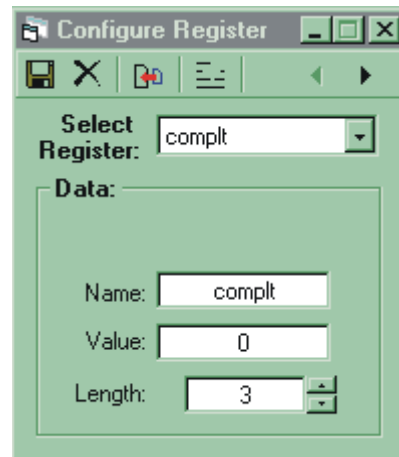 Configure Register
Select
Register:
complt
Data:
Name: complt
Value: 0
Length: 3